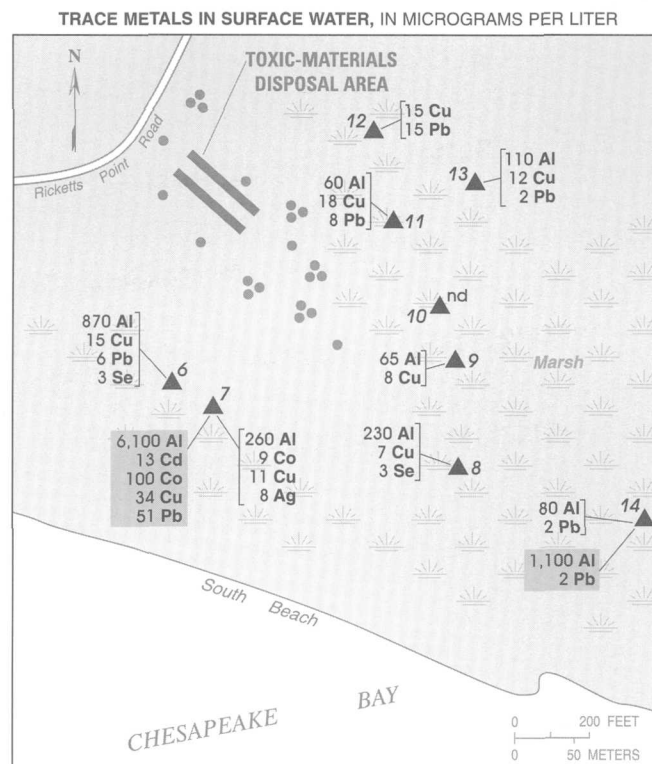 TRACE METALS IN SURFACE WATER, IN MICROGRAMS PER LITER
N
TOXIC-MATERIALS
DISPOSAL AREA
Ricketts Point Road
12
15 Cu
15 Pb
13
110 Al
12 Cu
2 Pb
60 Al
18 Cu
8 Pb
11
nd
10
870 Al
15 Cu
6 Pb
3 Se
6
65 Al
8 Cu
9
Marsh
7
6,100 Al
13 Cd
100 Co
34 Cu
51 Pb
260 Al
9 Co
11 Cu
8 Ag
230 Al
7 Cu
3 Se
8
80 Al
2 Pb
14
1,100 Al
2 Pb
South Beach
CHESAPEAKE BAY
0 200 FEET
0 50 METERS